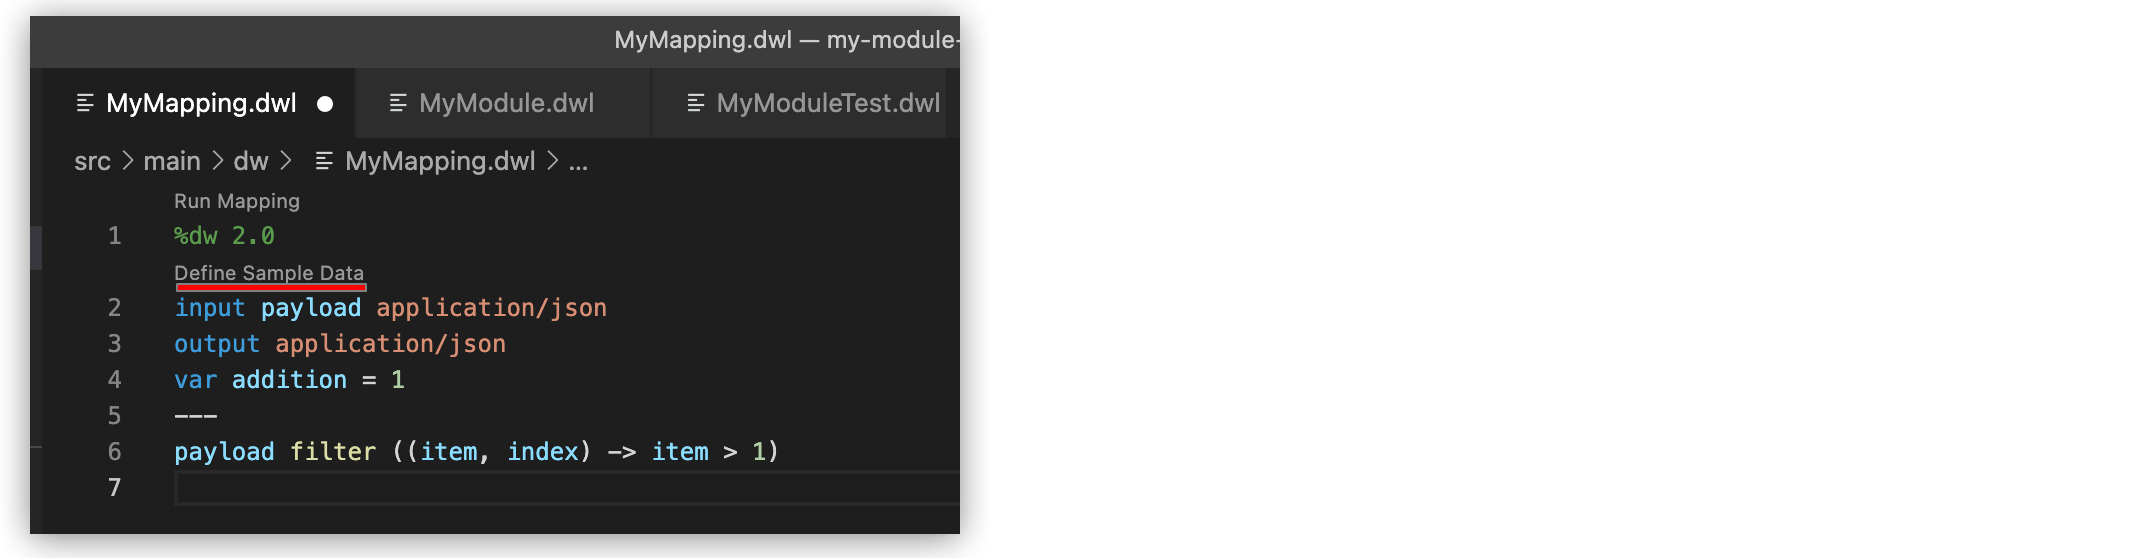 MyMapping.dwl — my-module-
MyMapping.dwl MyModule.dwl MyModuleTest.dwl
src > main > dw > MyMapping.dwl > ...
Run Mapping
1 %dw 2.0
Define Sample Data
2 input payload application/json
3 output application/json
4 var addition = 1
5 ---
6 payload filter ((item, index) -> item > 1)
7